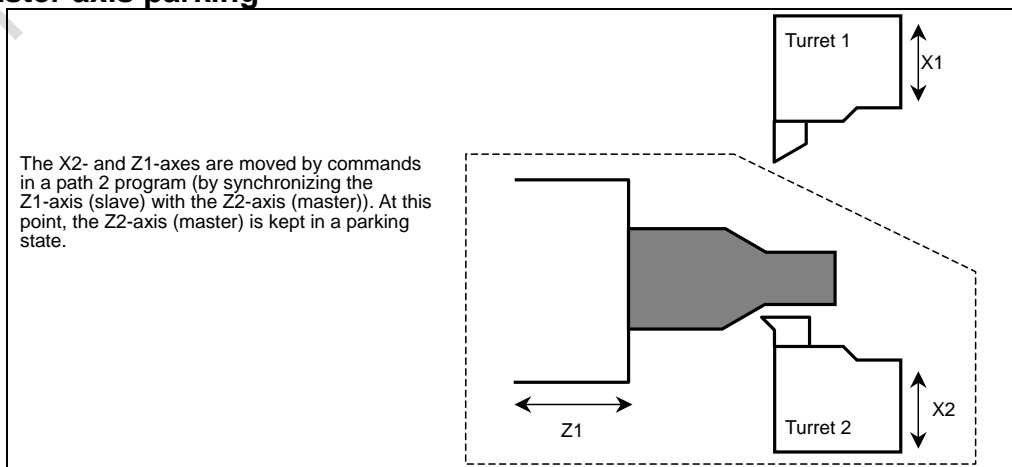 aster axis parking
Turret 1
X1
The X2- and Z1-axes are moved by commands
in a path 2 program (by synchronizing the
Z1-axis (slave) with the Z2-axis (master)). At this
point, the Z2-axis (master) is kept in a parking
state.
Z1
Turret 2
X2